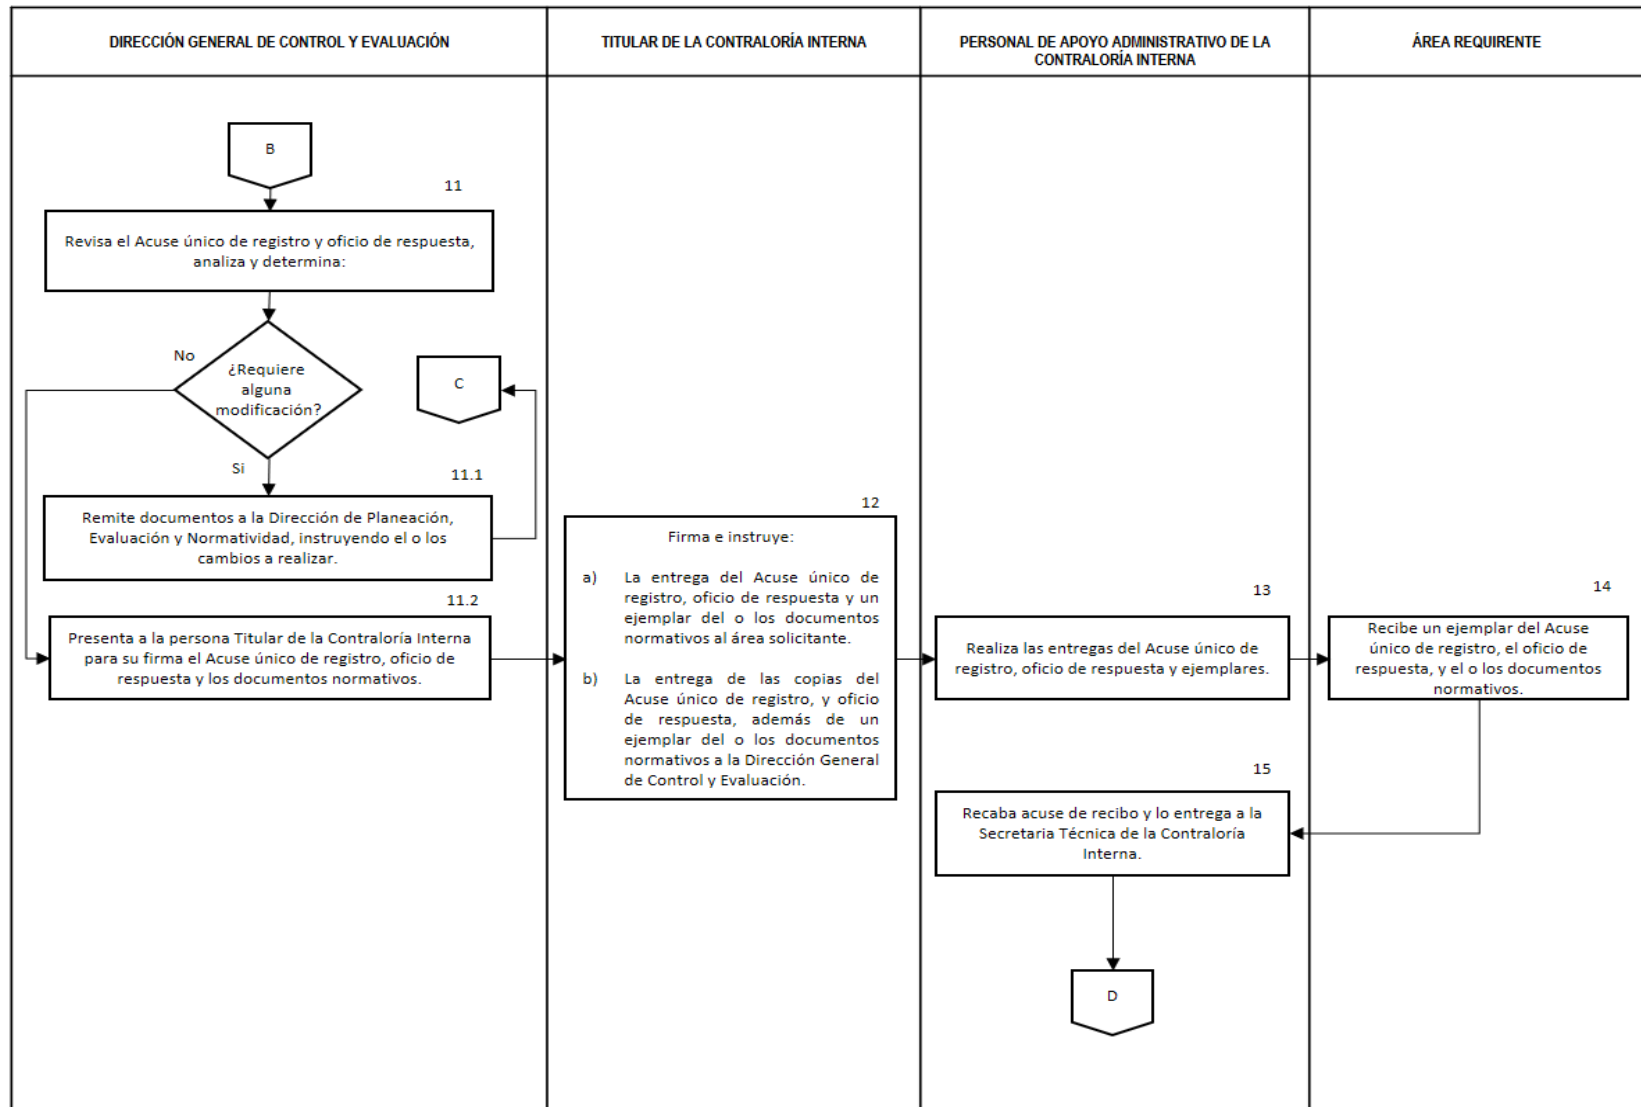 DIRECCIÓN GENERAL DE CONTROL Y EVALUACIÓN
TITULAR DE LA CONTRALORÍA INTERNA
PERSONAL DE APOYO ADMINISTRATIVO DE LA
CONTRALORÍA INTERNA
ÁREA REQUIRENTE
B
11
Revisa el Acuse único de registro y oficio de respuesta,
analiza y determina:
No
¿Requiere
alguna
modificación?
C
Si
11.1
Remite documentos a la Dirección de Planeación,
Evaluación y Normatividad, instruyendo el o los
cambios a realizar.
11.2
Presenta a la persona Titular de la Contraloría Interna
para su firma el Acuse único de registro, oficio de
respuesta y los documentos normativos.
12
Firma e instruye:
a) La entrega del Acuse único de
registro, oficio de respuesta y un
ejemplar del o los documentos
normativos al área solicitante.
b) La entrega de las copias del
Acuse único de registro, y oficio
de respuesta, además de un
ejemplar del o los documentos
normativos a la Dirección General
de Control y Evaluación.
13
Realiza las entregas del Acuse único de
registro, oficio de respuesta y ejemplares.
14
Recibe un ejemplar del Acuse
único de registro, el oficio de
respuesta, y el o los documentos
normativos.
15
Recaba acuse de recibo y lo entrega a la
Secretaria Técnica de la Contraloría
Interna.
D